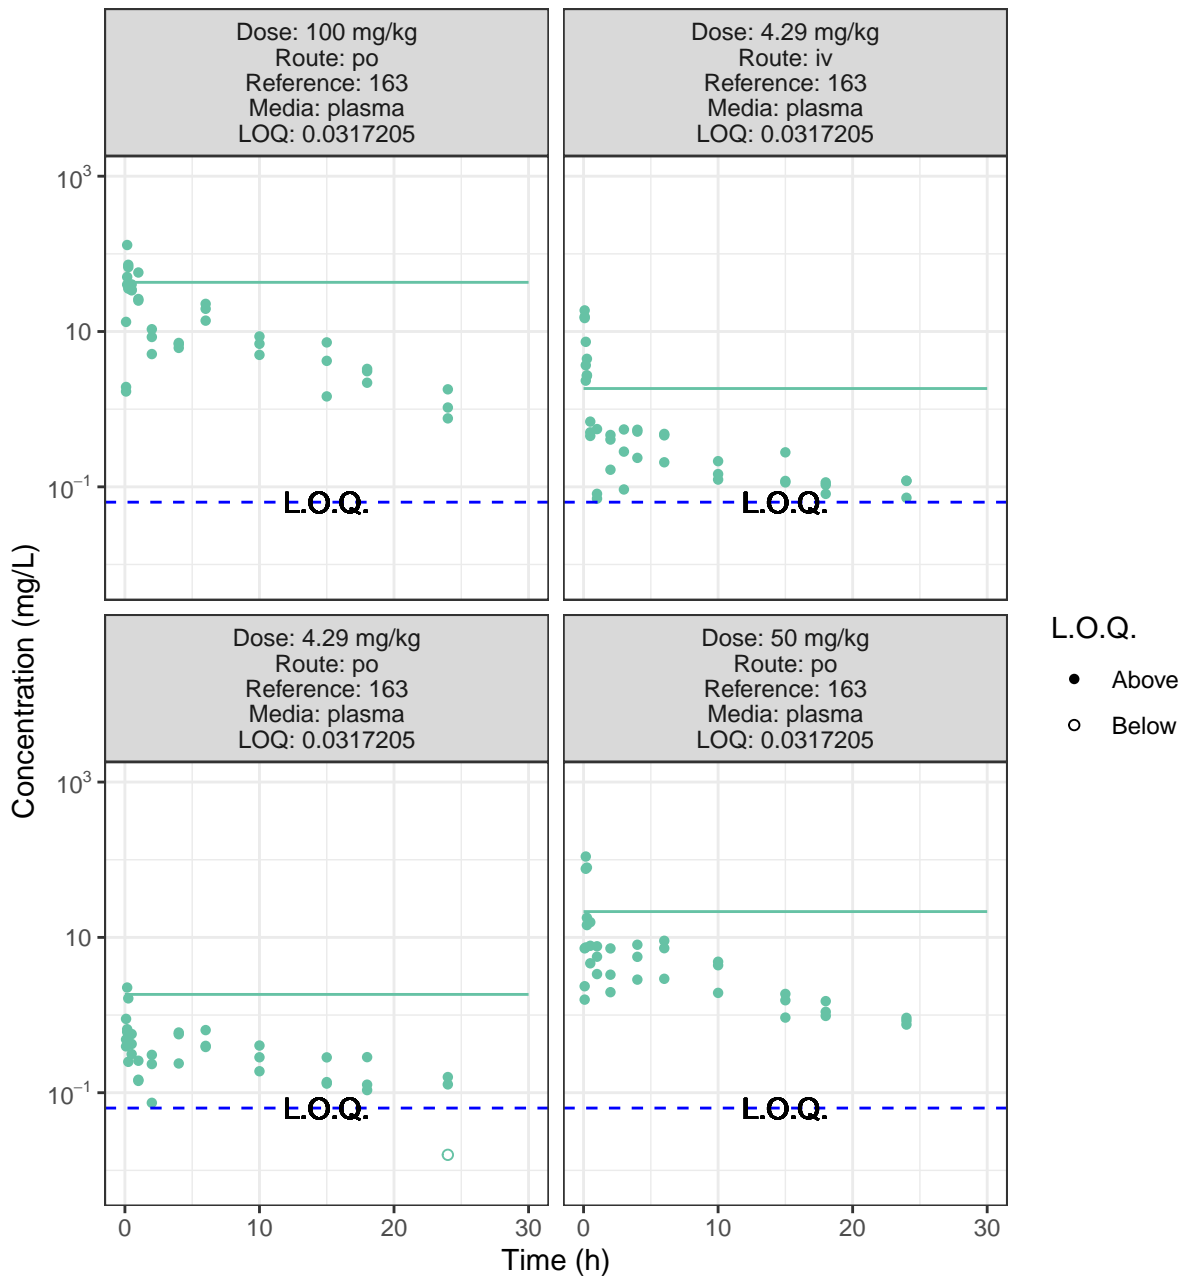 Dose: 100 mg/kg
Route: po
Reference: 163
Media: plasma
LOQ: 0.0317205
Dose: 4.29 mg/kg
Route: iv
Reference: 163
Media: plasma
LOQ: 0.0317205
10³
10
10⁻¹
L.O.Q.
L.O.Q.
Dose: 4.29 mg/kg
Route: po
Reference: 163
Media: plasma
LOQ: 0.0317205
Dose: 50 mg/kg
Route: po
Reference: 163
Media: plasma
LOQ: 0.0317205
10³
10
10⁻¹
L.O.Q.
L.O.Q.
0 10 20 30
0 10 20 30
Time (h)
Concentration (mg/L)
L.O.Q.
Above
Below